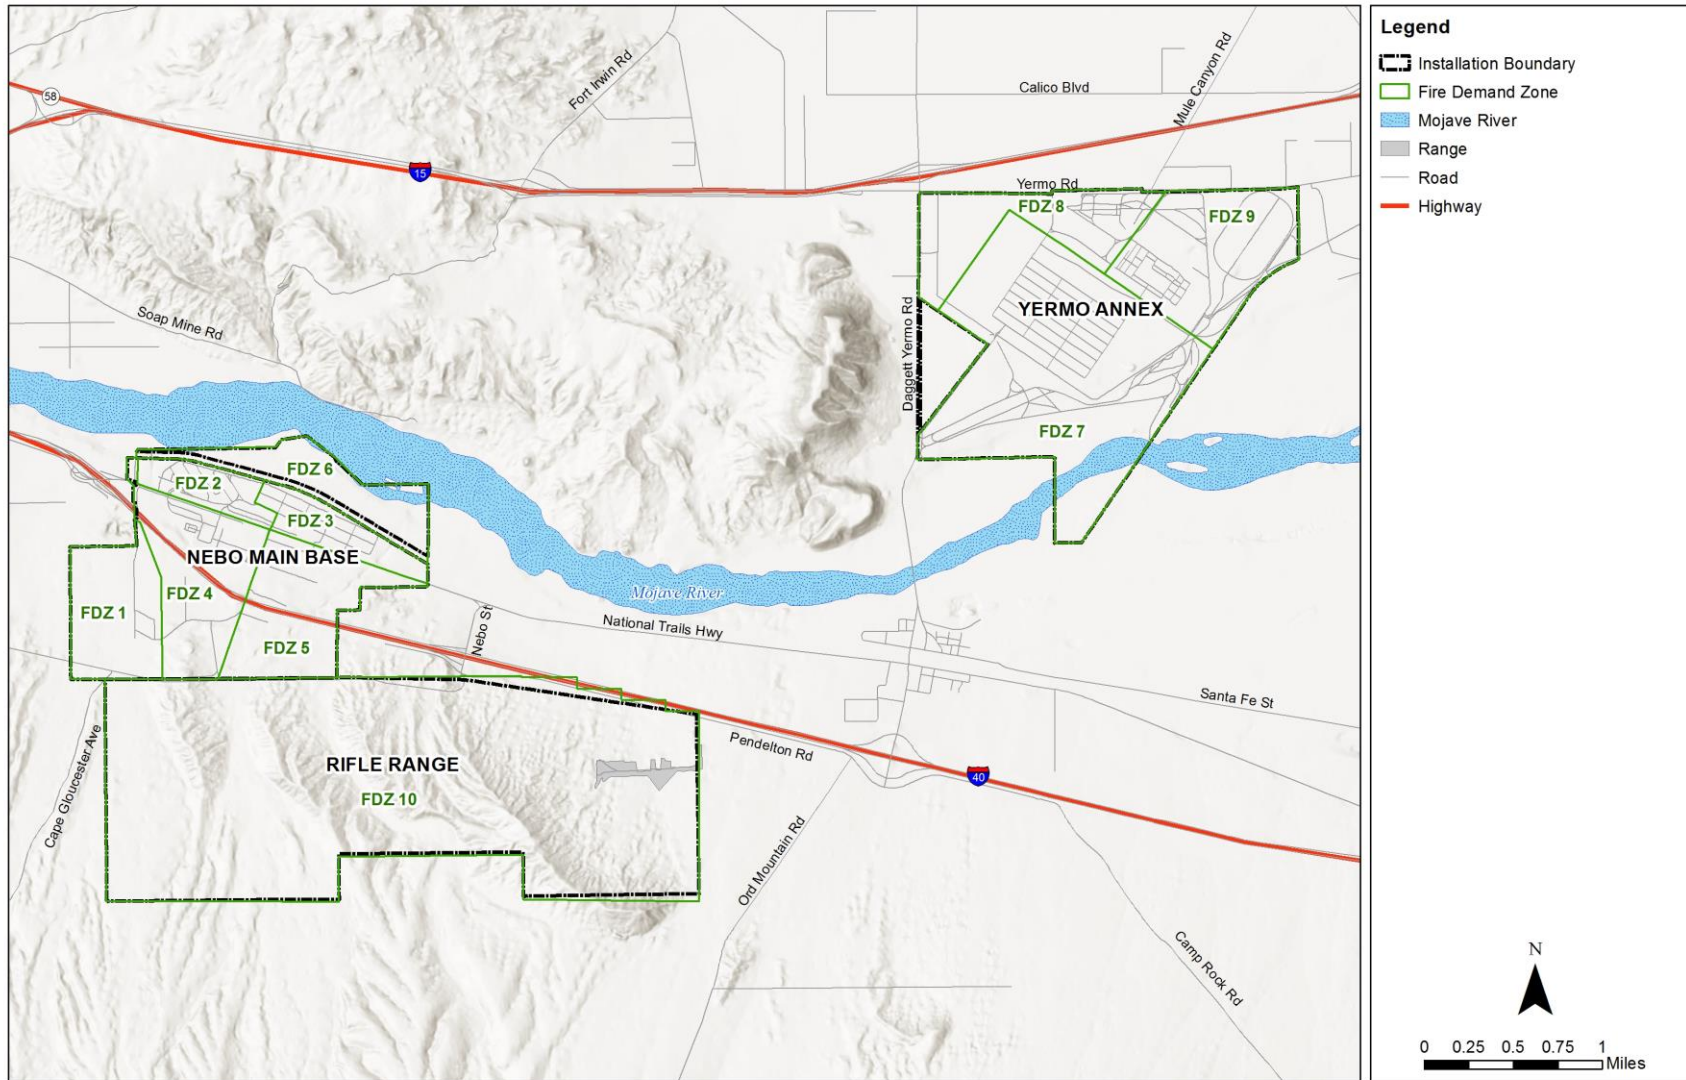 Legend
Installation Boundary
Fire Demand Zone
Mojave River
Range
Road
Highway
58
Fort Irwin Rd
Calico Blvd
Mule Canyon Rd
15
Yermo Rd
FDZ 8
FDZ 9
YERMO ANNEX
Soap Mine Rd
Daggett Yermo Rd
FDZ 7
FDZ 6
FDZ 2
FDZ 3
NEBO MAIN BASE
FDZ 4
FDZ 1
FDZ 5
Mojave River
Nebo St
National Trails Hwy
Santa Fe St
Pendelton Rd
RIFLE RANGE
FDZ 10
40
Cape Gloucester Ave
Ord Mountain Rd
Camp Rock Rd
N
0 0.25 0.5 0.75 1
Miles